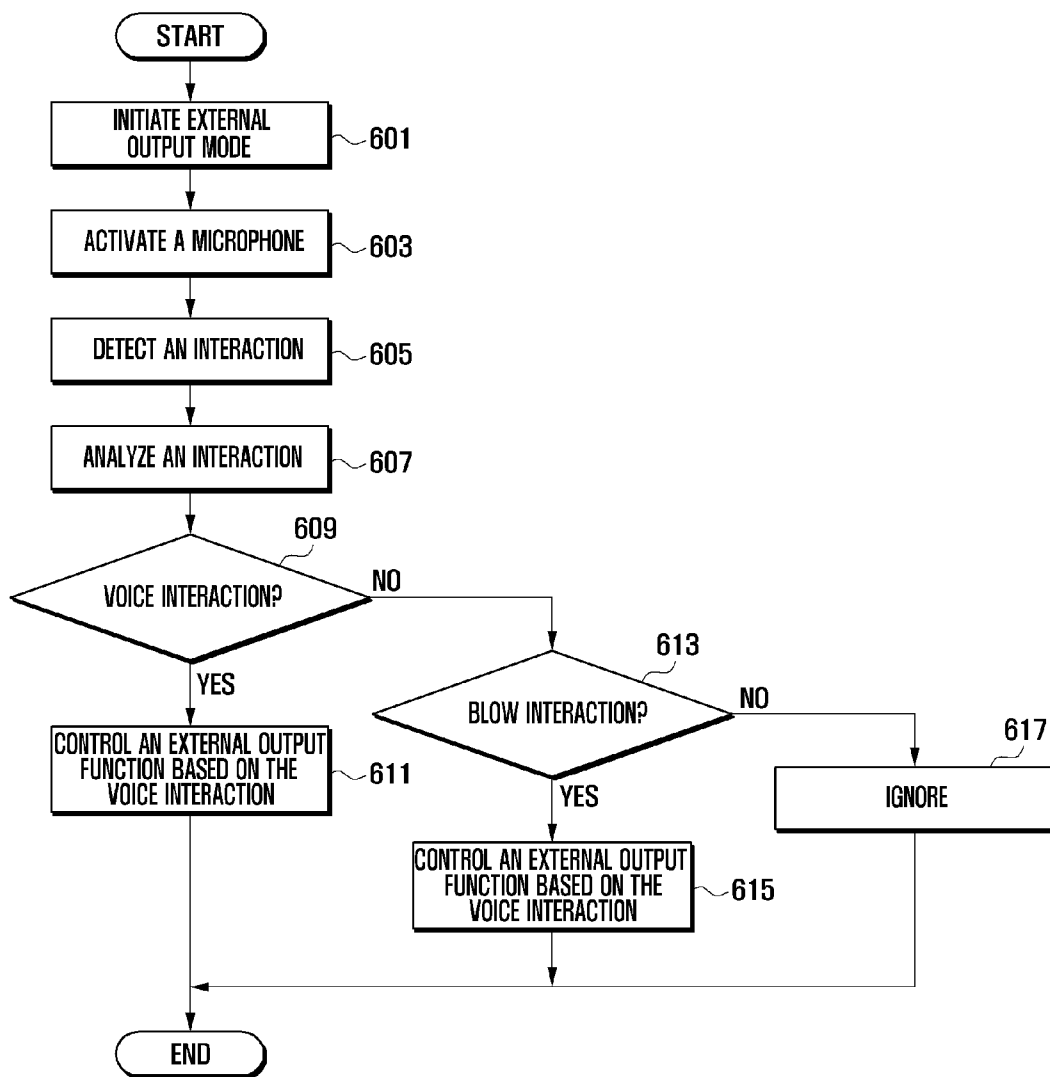 START
INITIATE EXTERNAL
OUTPUT MODE
601
ACTIVATE A MICROPHONE
603
DETECT AN INTERACTION
605
ANALYZE AN INTERACTION
607
609
VOICE INTERACTION?
NO
YES
613
BLOW INTERACTION?
NO
YES
CONTROL AN EXTERNAL OUTPUT
FUNCTION BASED ON THE
VOICE INTERACTION
611
617
IGNORE
CONTROL AN EXTERNAL OUTPUT
FUNCTION BASED ON THE
VOICE INTERACTION
615
END